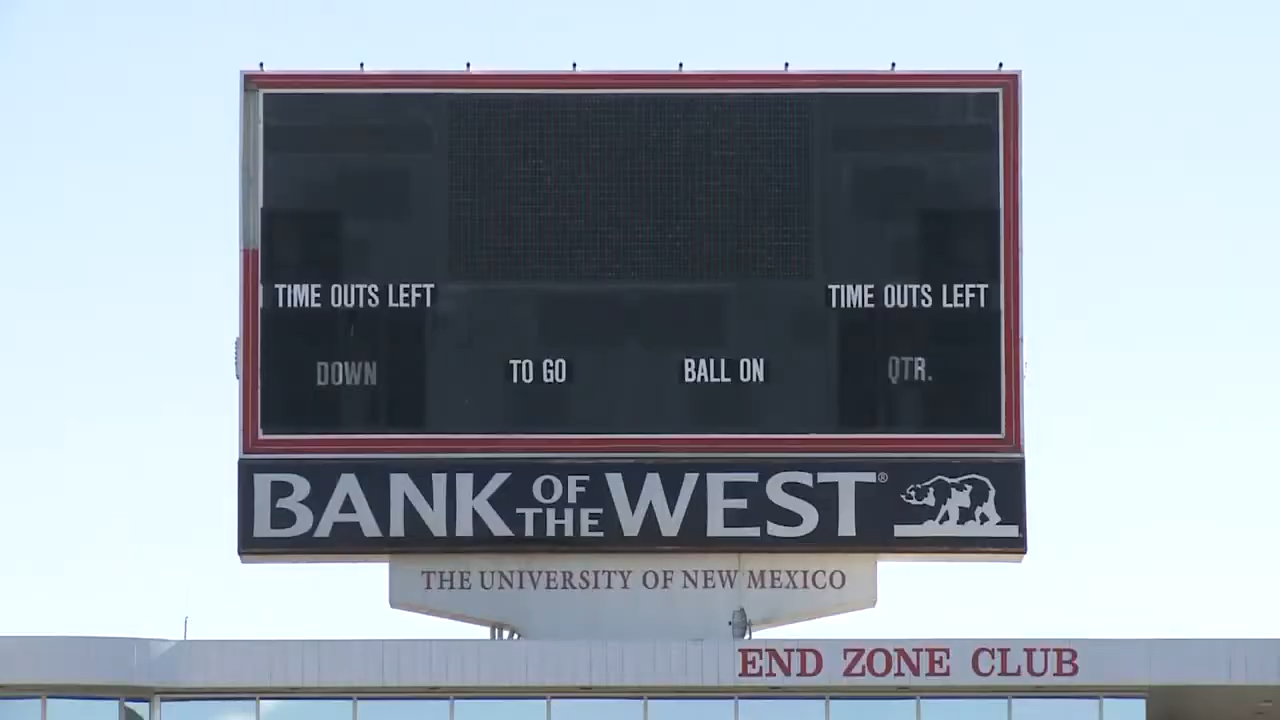 TIME OUTS LEFT TIME OUTS LEFT
DOWN TO GO BALL ON QTR.
BANK OF THE WEST®
THE UNIVERSITY OF NEW MEXICO
END ZONE CLUB